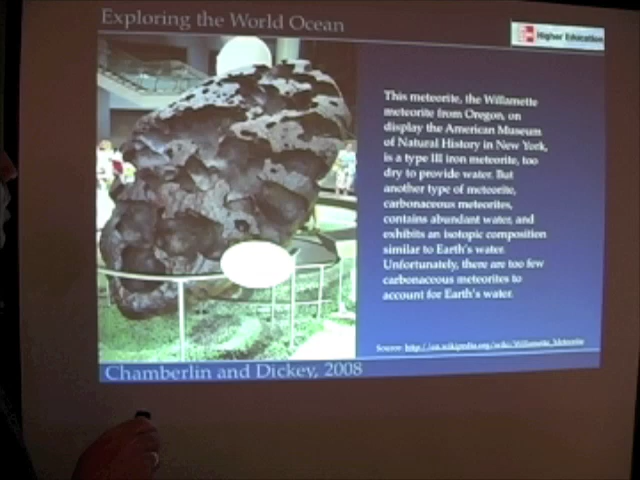 Exploring the World Ocean
Higher Education
This meteorite, the Willamette
meteorite from Oregon, on
display the American Museum
of Natural History in New York,
is a type III iron meteorite, too
dry to provide water. But
another type of meteorite,
carbonaceous meteorites,
contains abundant water, and
exhibits an isotopic composition
similar to Earth's water.
Unfortunately, there are too few
carbonaceous meteorites to
account for Earth's water.
Source: http://en.wikipedia.org/wiki/Willamette_Meteorite
Chamberlin and Dickey, 2008